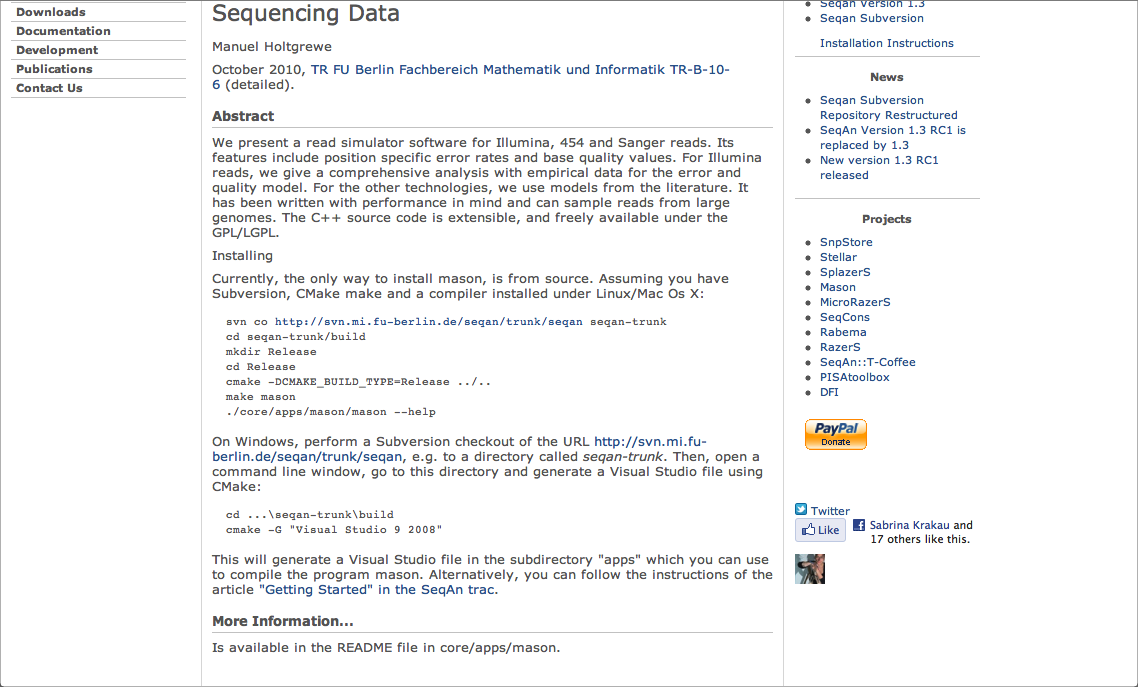 Downloads
Documentation
Development
Publications
Contact Us
Sequencing Data
Manuel Holtgrewe
October 2010, TR FU Berlin Fachbereich Mathematik und Informatik TR-B-10-
6 (detailed).
Abstract
We present a read simulator software for Illumina, 454 and Sanger reads. Its
features include position specific error rates and base quality values. For Illumina
reads, we give a comprehensive analysis with empirical data for the error and
quality model. For the other technologies, we use models from the literature. It
has been written with performance in mind and can sample reads from large
genomes. The C++ source code is extensible, and freely available under the
GPL/LGPL.
Installing
Currently, the only way to install mason, is from source. Assuming you have
Subversion, CMake make and a compiler installed under Linux/Mac Os X:
svn co http://svn.mi.fu-berlin.de/seqan/trunk/seqan seqan-trunk
cd seqan-trunk/build
mkdir Release
cd Release
cmake -DCMAKE_BUILD_TYPE=Release ../..
make mason
./core/apps/mason/mason --help
On Windows, perform a Subversion checkout of the URL http://svn.mi.fu-
berlin.de/seqan/trunk/seqan, e.g. to a directory called seqan-trunk. Then, open a
command line window, go to this directory and generate a Visual Studio file using
CMake:
cd ...\seqan-trunk\build
cmake -G "Visual Studio 9 2008"
This will generate a Visual Studio file in the subdirectory "apps" which you can use
to compile the program mason. Alternatively, you can follow the instructions of the
article "Getting Started" in the SeqAn trac.
More Information...
Is available in the README file in core/apps/mason.
Seqan Version 1.3
Seqan Subversion
Installation Instructions
News
Seqan Subversion
Repository Restructured
SeqAn Version 1.3 RC1 is
replaced by 1.3
New version 1.3 RC1
released
Projects
SnpStore
Stellar
SplazerS
Mason
MicroRazerS
SeqCons
Rabema
RazerS
SeqAn::T-Coffee
PISAtoolbox
DFI
PayPal
Donate
Twitter
Like
Sabrina Krakau and
17 others like this.